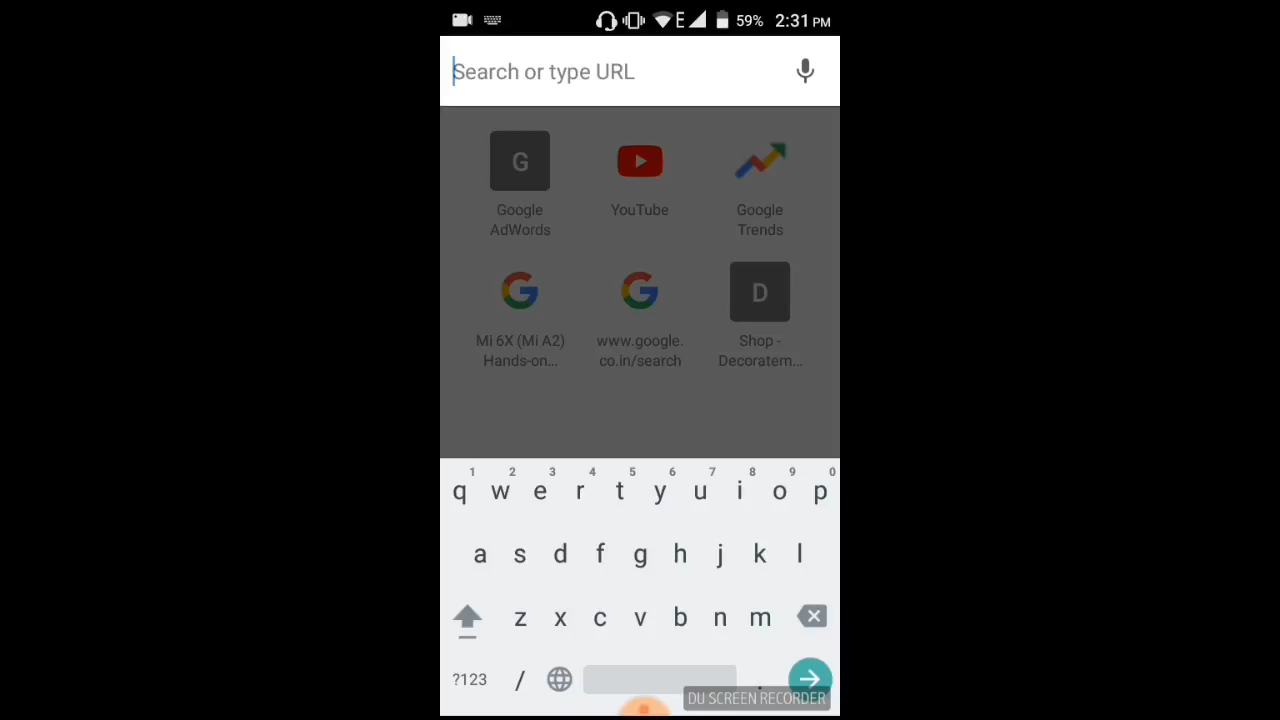 E 59% 2:31 PM
Search or type URL
G
Google
AdWords
YouTube
Google
Trends
Mi 6X (Mi A2)
Hands-on...
www.google.
co.in/search
D
Shop -
Decoratem...
1 2 3 4 5 6 7 8 9 0
q w e r t y u i o p
a s d f g h j k l
z x c v b n m
?123 / .
DU SCREEN RECORDER